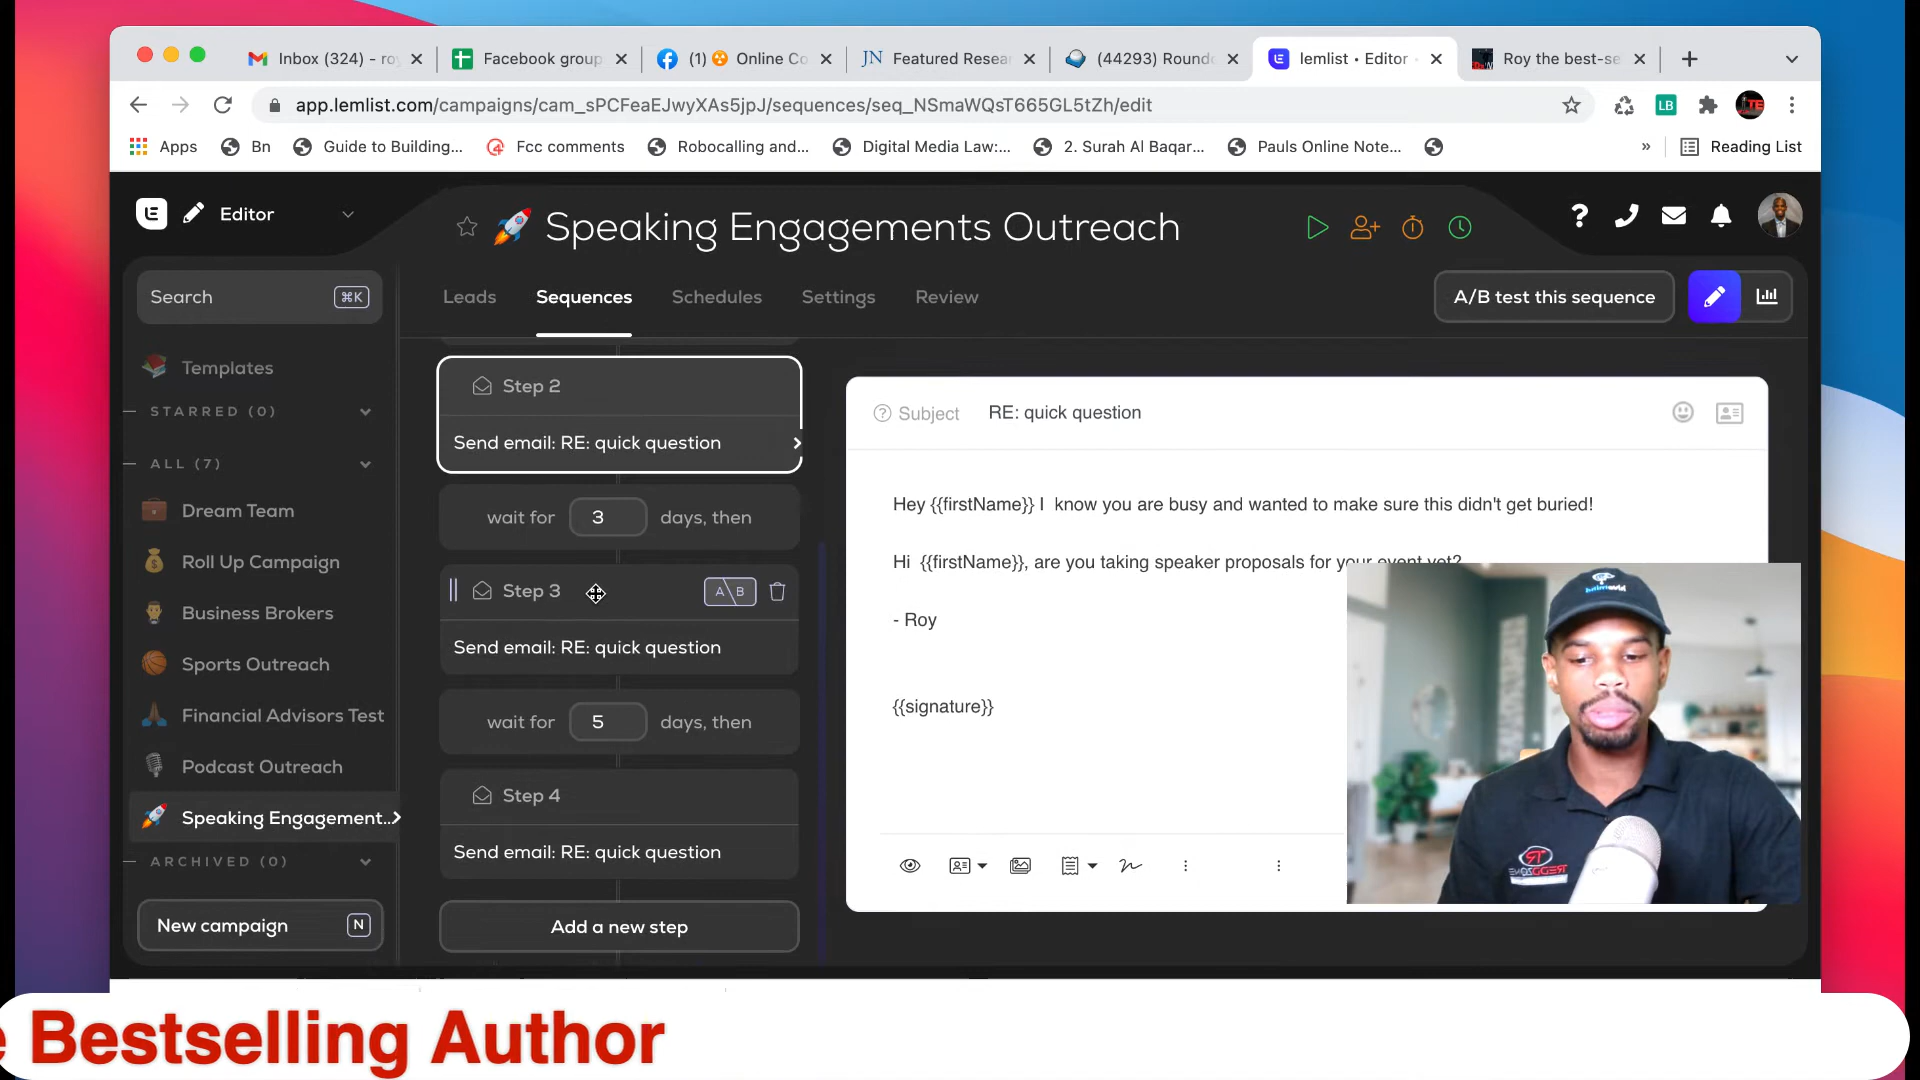 Inbox (324) - ro
Facebook group
(1) Online Co
JN Featured Resear
(44293) Round
lemlist • Editor
Roy the best-se
app.lemlist.com/campaigns/cam_sPCFeaEJwyXAs5jpJ/sequences/seq_NSmaWQsT665GL5tZh/edit
LB
Apps
Bn
Guide to Building...
Fcc comments
Robocalling and...
Digital Media Law:...
2. Surah Al Baqar...
Pauls Online Note...
»
Reading List
Editor
Speaking Engagements Outreach
Search
⌘K
Leads
Sequences
Schedules
Settings
Review
A/B test this sequence
Templates
STARRED (0)
ALL (7)
Dream Team
Roll Up Campaign
Business Brokers
Sports Outreach
Financial Advisors Test
Podcast Outreach
Speaking Engagement...
ARCHIVED (0)
New campaign
N
Step 2
Send email: RE: quick question
wait for 3 days, then
Step 3
A\B
Send email: RE: quick question
wait for 5 days, then
Step 4
Send email: RE: quick question
Add a new step
Subject RE: quick question
Hey {{firstName}} I know you are busy and wanted to make sure this didn't get buried!
Hi {{firstName}}, are you taking speaker proposals for your event yet?
- Roy
{{signature}}
TR
Bestselling Author